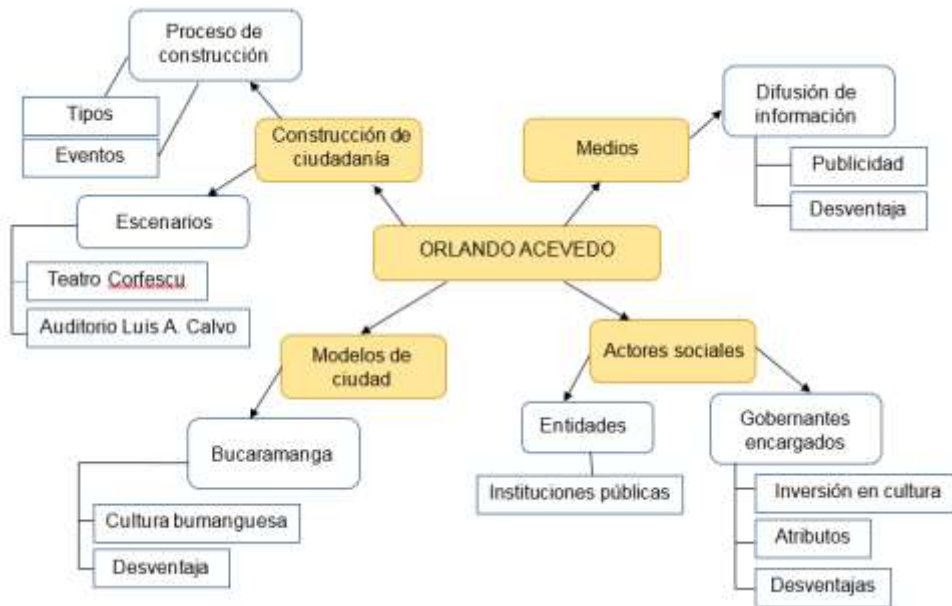 Proceso de
construcción
Tipos
Eventos
Construcción de
ciudadanía
Escenarios
Teatro Corfescu
Auditorio Luis A. Calvo
Medios
Difusión de
información
Publicidad
Desventaja
ORLANDO ACEVEDO
Modelos de
ciudad
Bucaramanga
Cultura bumanguesa
Desventaja
Actores sociales
Entidades
Instituciones públicas
Gobernantes
encargados
Inversión en cultura
Atributos
Desventajas